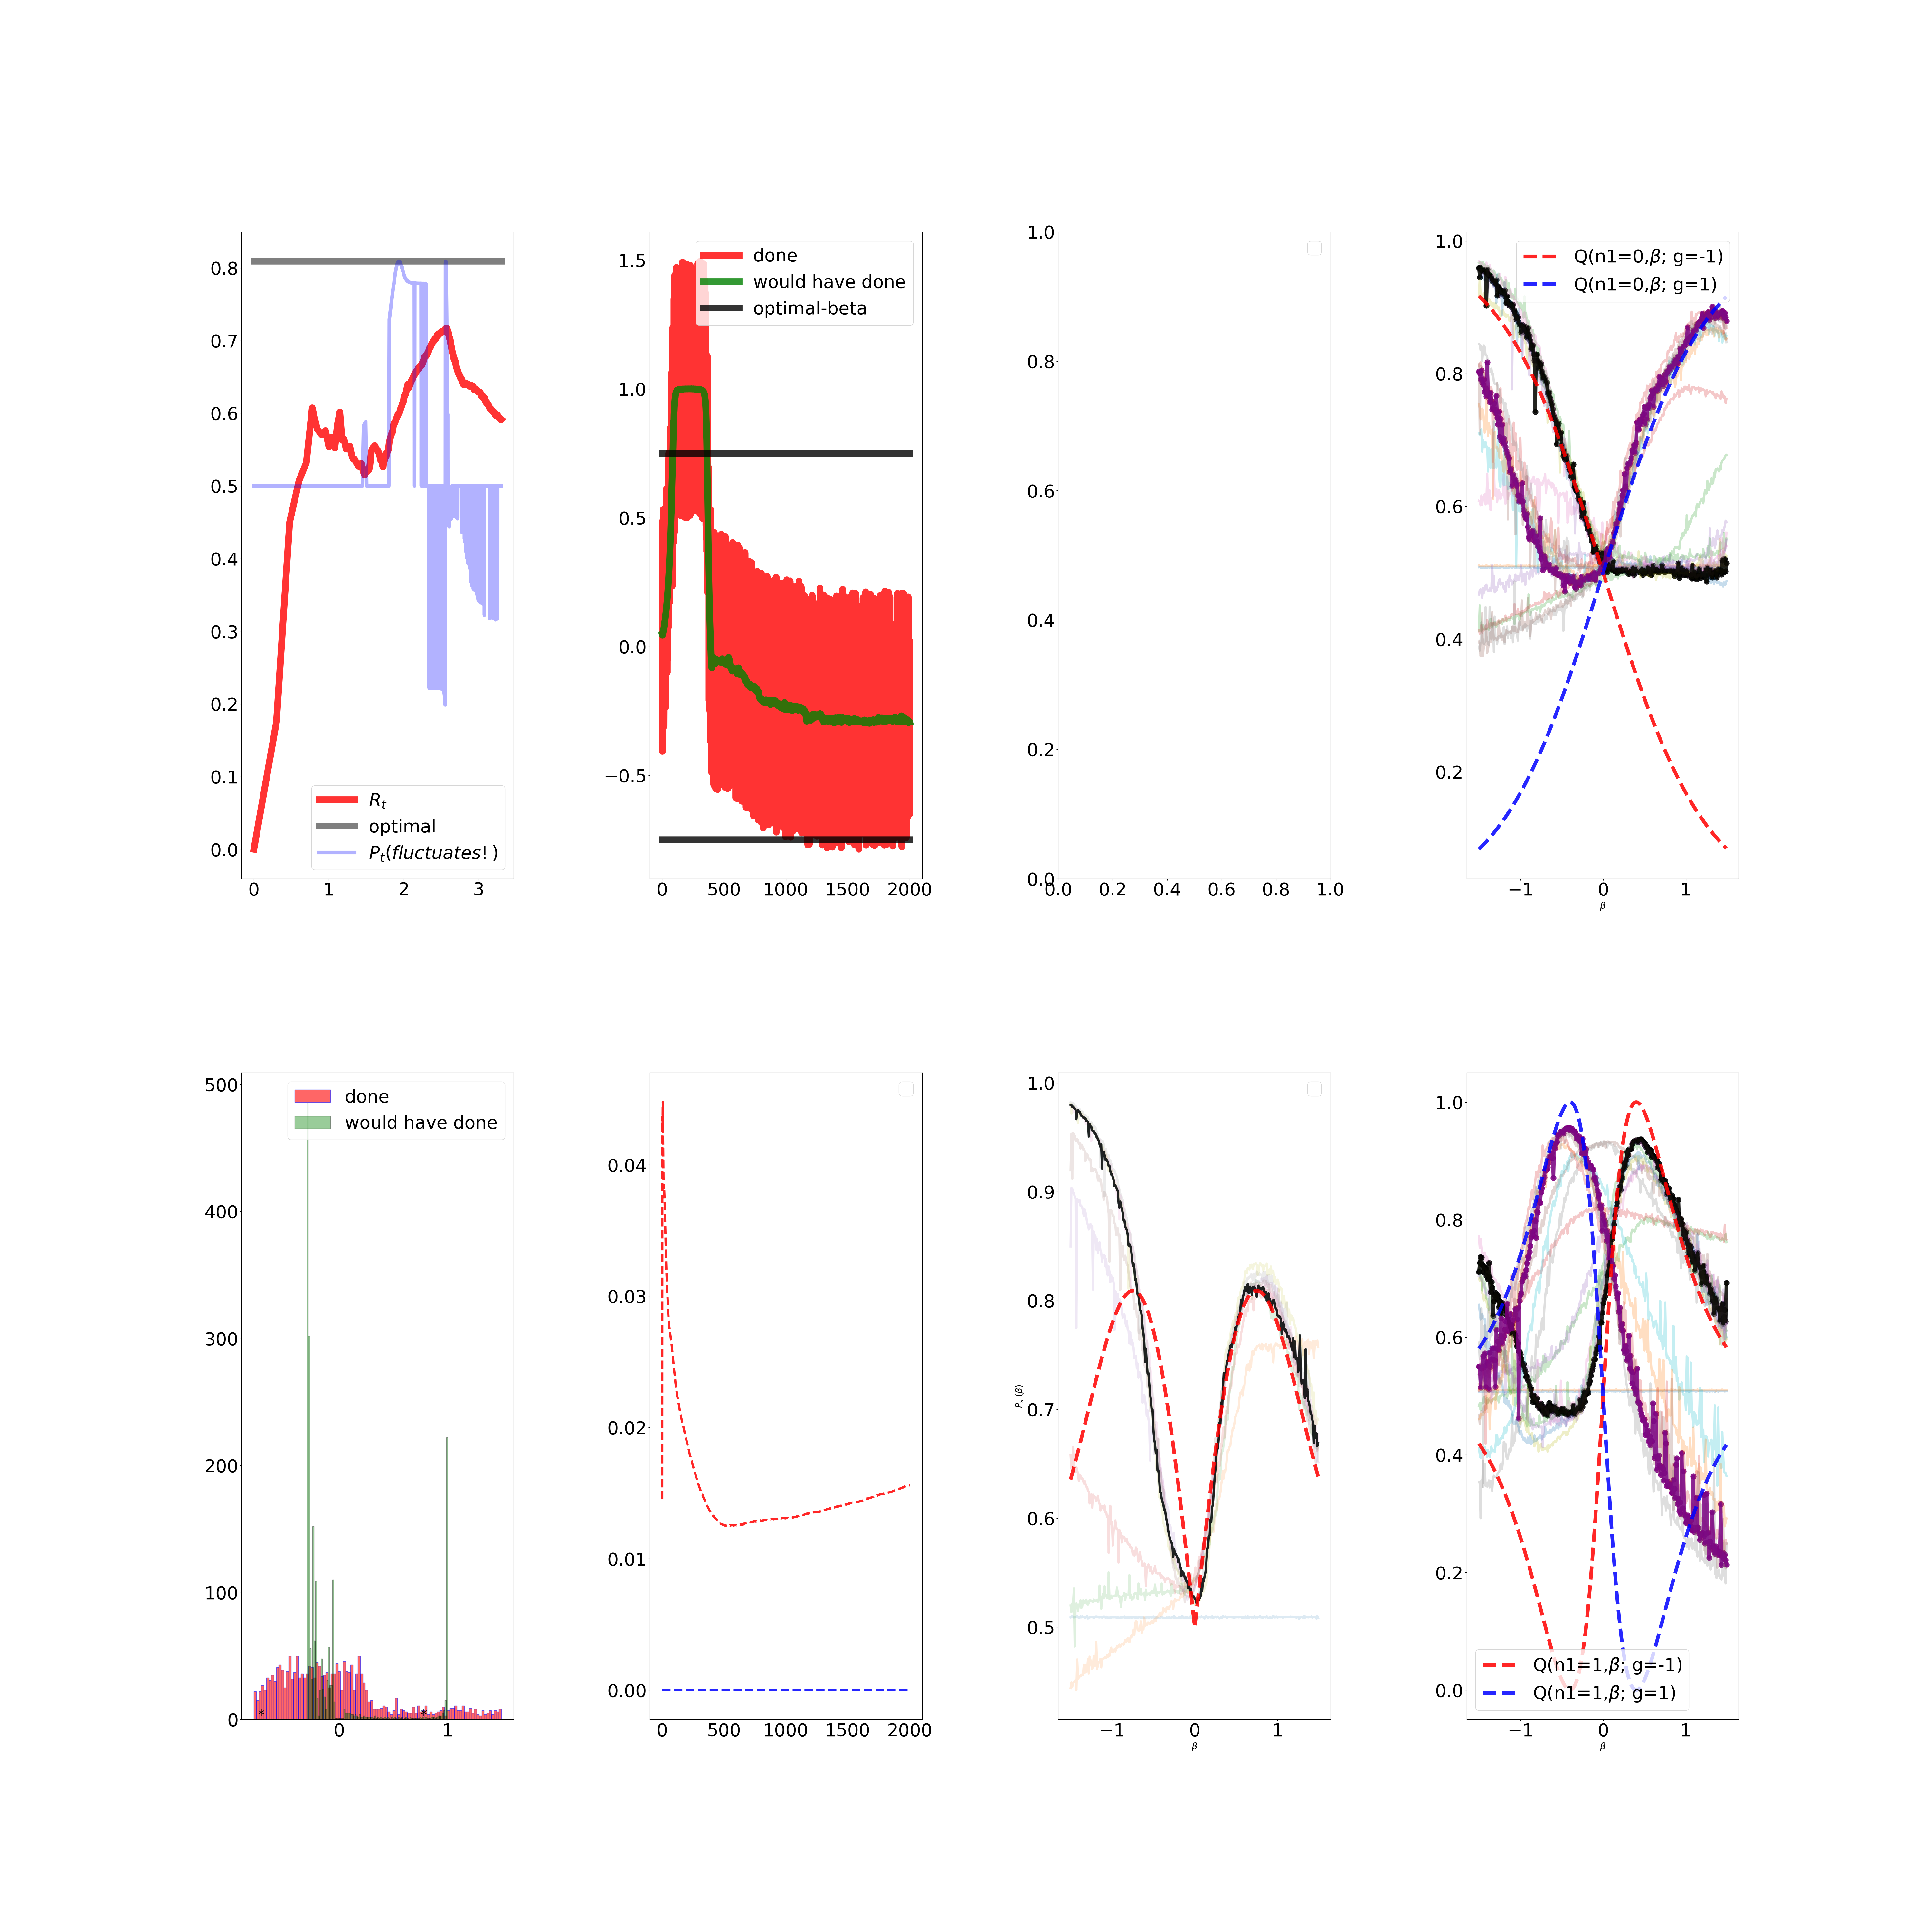 0.8
0.7
0.6
0.5
0.4
0.3
0.2
0.1
0.0
0 1 2 3
R_t
optimal
P_t(fluctuates!)
1.5
1.0
0.5
0.0
−0.5
0 500 1000 1500 2000
done
would have done
optimal-beta
1.0
0.8
0.6
0.4
0.2
0.0
0.0 0.2 0.4 0.6 0.8 1.0
1.0
0.8
0.6
0.4
0.2
−1 0 1
β
Q(n1=0,β; g=-1)
Q(n1=0,β; g=1)
500
400
300
200
100
0
0 1
done
would have done
* *
0.04
0.03
0.02
0.01
0.00
0 500 1000 1500 2000
1.0
0.9
0.8
0.7
0.6
0.5
P_s (β)
−1 0 1
β
1.0
0.8
0.6
0.4
0.2
0.0
−1 0 1
β
Q(n1=1,β; g=-1)
Q(n1=1,β; g=1)